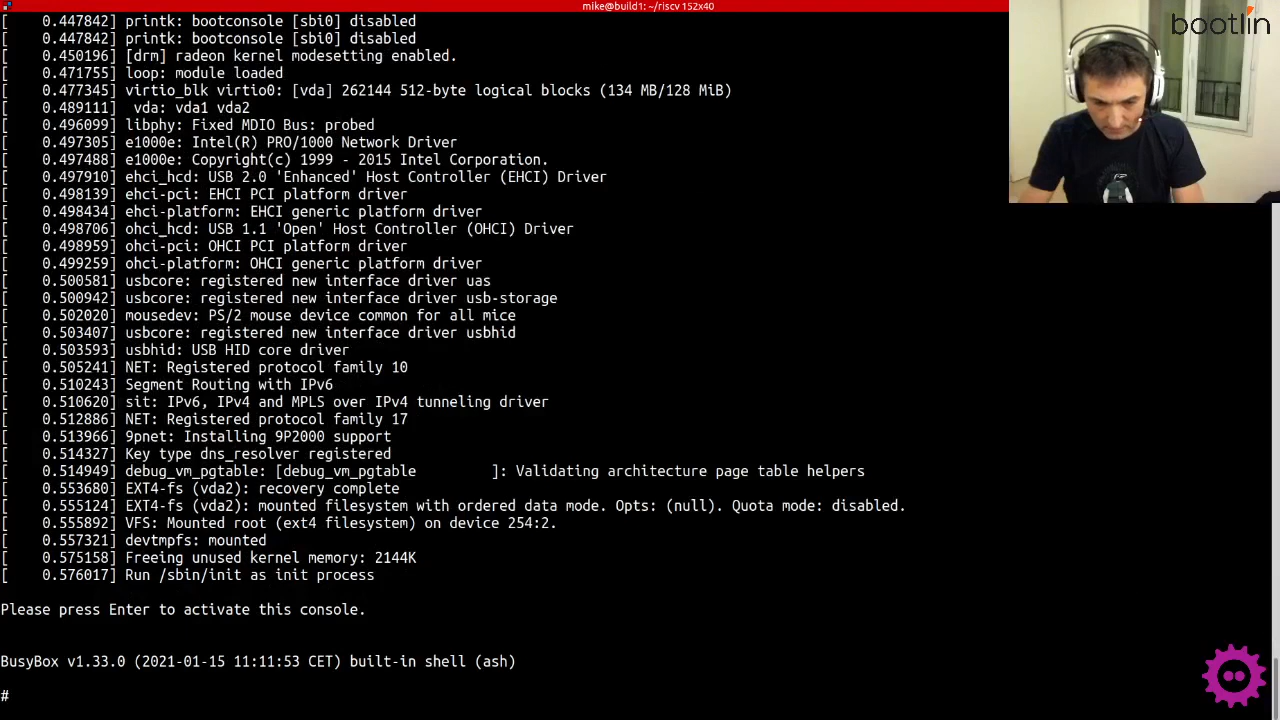 mike@build1: ~/riscv 152x40
[    0.447842] printk: bootconsole [sbi0] disabled
[    0.447842] printk: bootconsole [sbi0] disabled
[    0.450196] [drm] radeon kernel modesetting enabled.
[    0.471755] loop: module loaded
[    0.477345] virtio_blk virtio0: [vda] 262144 512-byte logical blocks (134 MB/128 MiB)
[    0.489111]  vda: vda1 vda2
[    0.496099] libphy: Fixed MDIO Bus: probed
[    0.497305] e1000e: Intel(R) PRO/1000 Network Driver
[    0.497488] e1000e: Copyright(c) 1999 - 2015 Intel Corporation.
[    0.497910] ehci_hcd: USB 2.0 'Enhanced' Host Controller (EHCI) Driver
[    0.498139] ehci-pci: EHCI PCI platform driver
[    0.498434] ehci-platform: EHCI generic platform driver
[    0.498706] ohci_hcd: USB 1.1 'Open' Host Controller (OHCI) Driver
[    0.498959] ohci-pci: OHCI PCI platform driver
[    0.499259] ohci-platform: OHCI generic platform driver
[    0.500581] usbcore: registered new interface driver uas
[    0.500942] usbcore: registered new interface driver usb-storage
[    0.502020] mousedev: PS/2 mouse device common for all mice
[    0.503407] usbcore: registered new interface driver usbhid
[    0.503593] usbhid: USB HID core driver
[    0.505241] NET: Registered protocol family 10
[    0.510243] Segment Routing with IPv6
[    0.510620] sit: IPv6, IPv4 and MPLS over IPv4 tunneling driver
[    0.512886] NET: Registered protocol family 17
[    0.513966] 9pnet: Installing 9P2000 support
[    0.514327] Key type dns_resolver registered
[    0.514949] debug_vm_pgtable: [debug_vm_pgtable         ]: Validating architecture page table helpers
[    0.553680] EXT4-fs (vda2): recovery complete
[    0.555124] EXT4-fs (vda2): mounted filesystem with ordered data mode. Opts: (null). Quota mode: disabled.
[    0.555892] VFS: Mounted root (ext4 filesystem) on device 254:2.
[    0.557321] devtmpfs: mounted
[    0.575158] Freeing unused kernel memory: 2144K
[    0.576017] Run /sbin/init as init process
Please press Enter to activate this console.
BusyBox v1.33.0 (2021-01-15 11:11:53 CET) built-in shell (ash)
#
bootlin